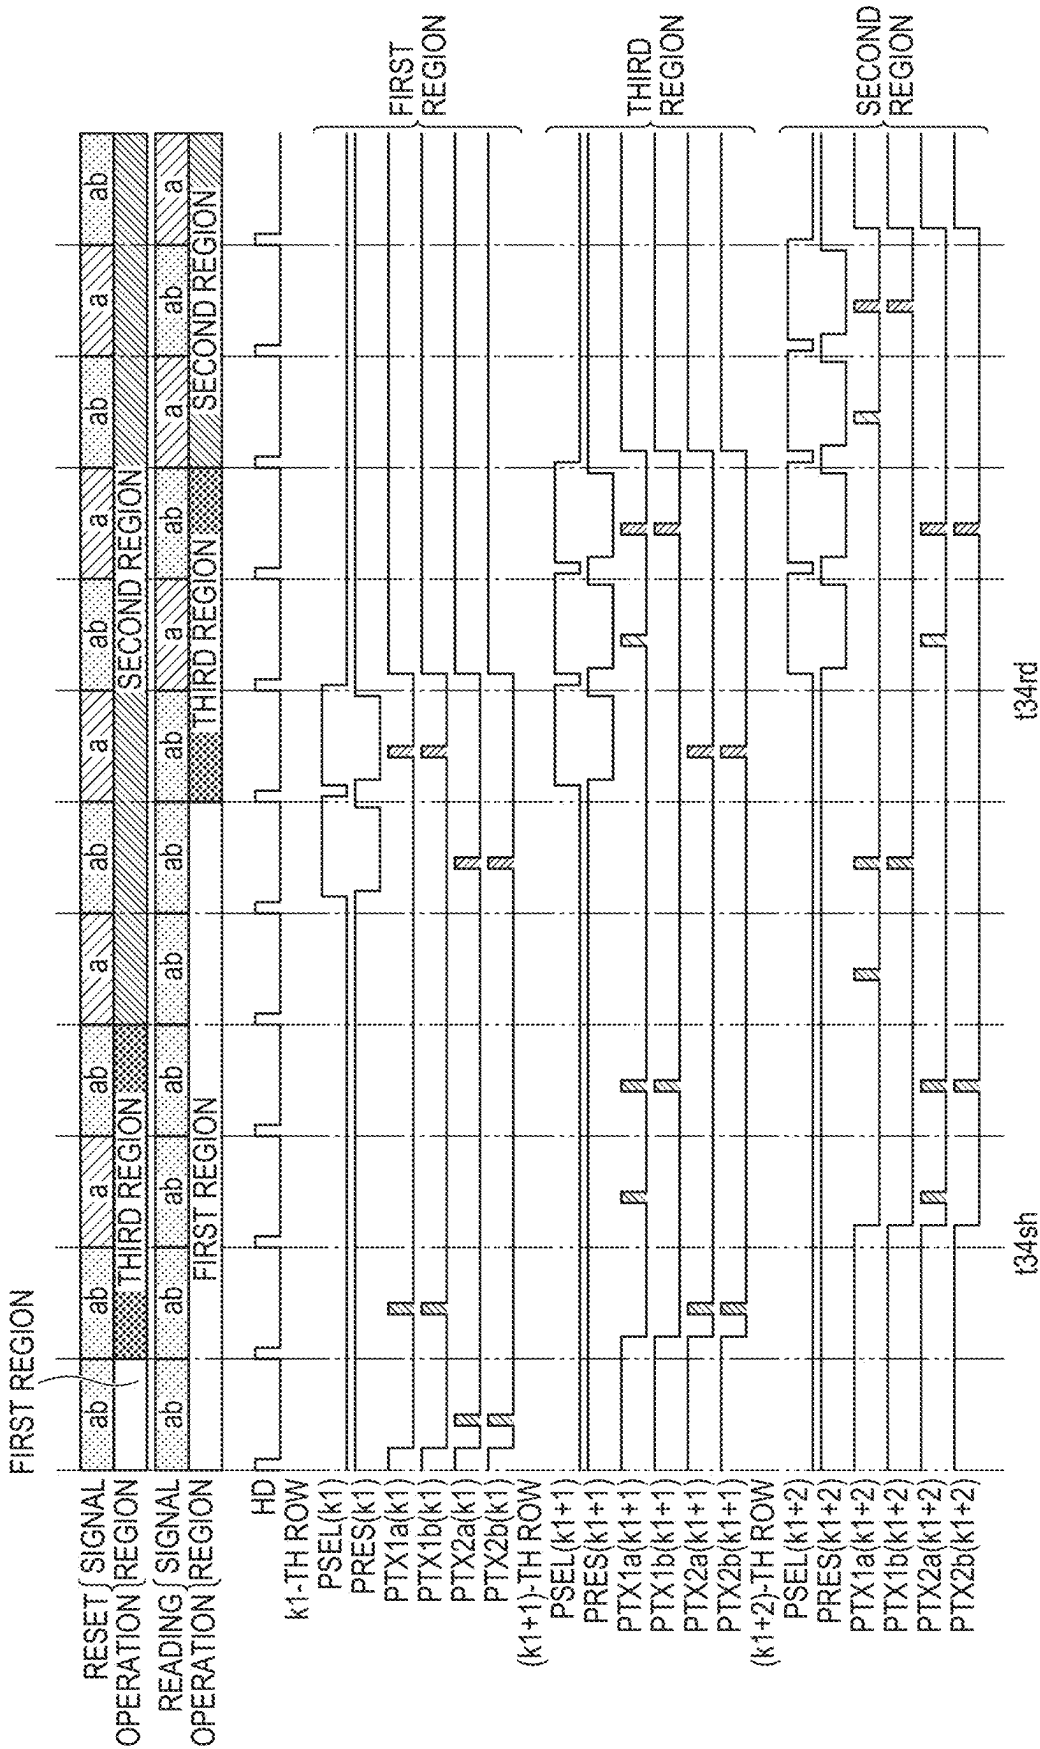 FIRST REGION
RESET OPERATION { SIGNAL ab ab a ab a ab a ab a ab a ab
REGION THIRD REGION SECOND REGION
READING OPERATION { SIGNAL ab ab ab ab ab ab ab a ab a ab a
REGION FIRST REGION THIRD REGION SECOND REGION
HD
k1-TH ROW
PSEL(k1)
PRES(k1)
PTX1a(k1)
PTX1b(k1)
PTX2a(k1)
PTX2b(k1)
FIRST
REGION
(k1+1)-TH ROW
PSEL(k1+1)
PRES(k1+1)
PTX1a(k1+1)
PTX1b(k1+1)
PTX2a(k1+1)
PTX2b(k1+1)
THIRD
REGION
(k1+2)-TH ROW
PSEL(k1+2)
PRES(k1+2)
PTX1a(k1+2)
PTX1b(k1+2)
PTX2a(k1+2)
PTX2b(k1+2)
SECOND
REGION
t34sh t34rd